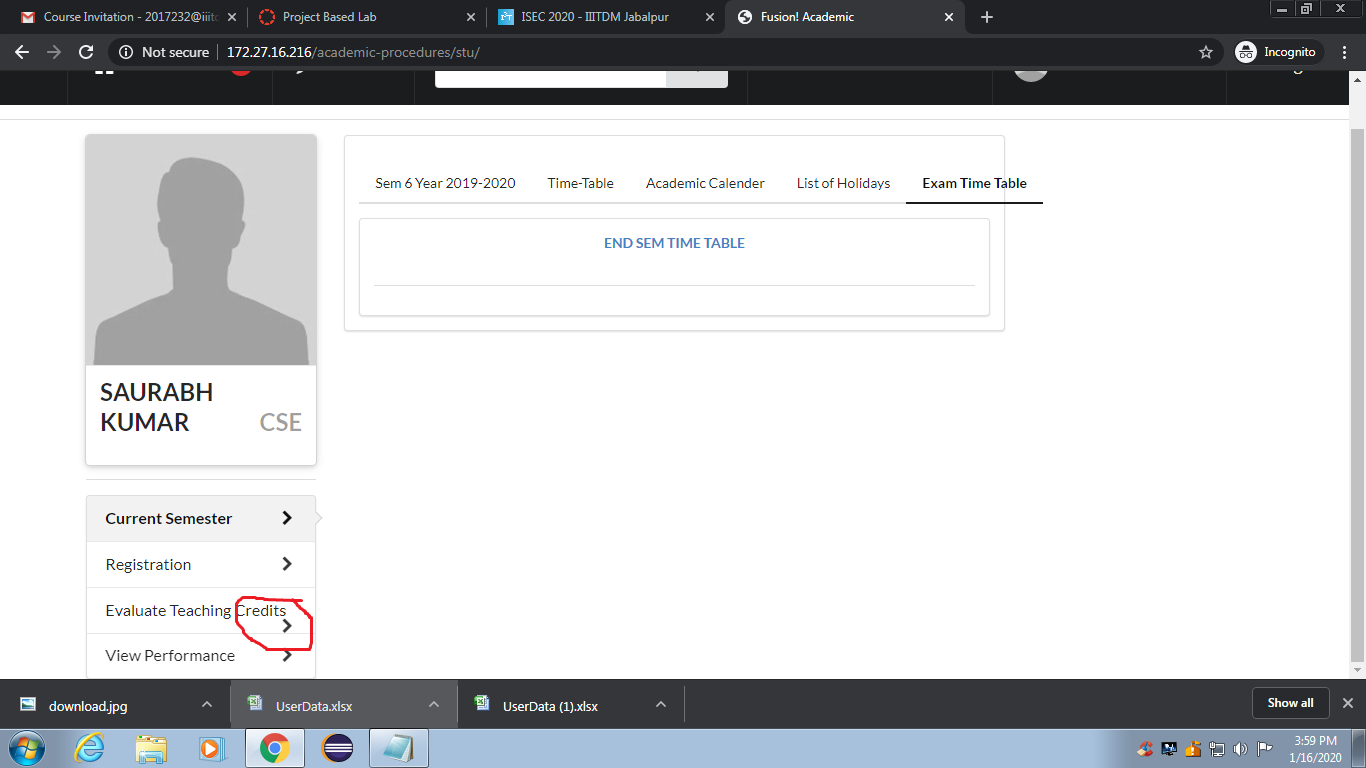 Course Invitation - 2017232@iiit
Project Based Lab
ISEC 2020 - IIITDM Jabalpur
Fusion! Academic
Not secure
172.27.16.216/academic-procedures/stu/
Incognito
Sem 6 Year 2019-2020
Time-Table
Academic Calender
List of Holidays
Exam Time Table
END SEM TIME TABLE
SAURABH
KUMAR
CSE
Current Semester
Registration
Evaluate Teaching Credits
View Performance
download.jpg
UserData.xlsx
UserData (1).xlsx
Show all
3:59 PM
1/16/2020